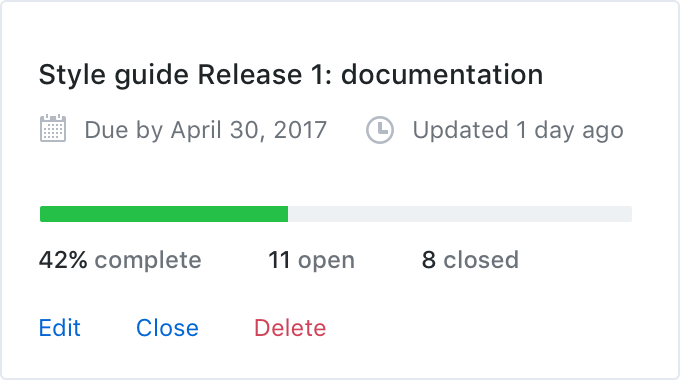 Style guide Release 1: documentation
Due by April 30, 2017 Updated 1 day ago
42% complete 11 open 8 closed
Edit Close Delete